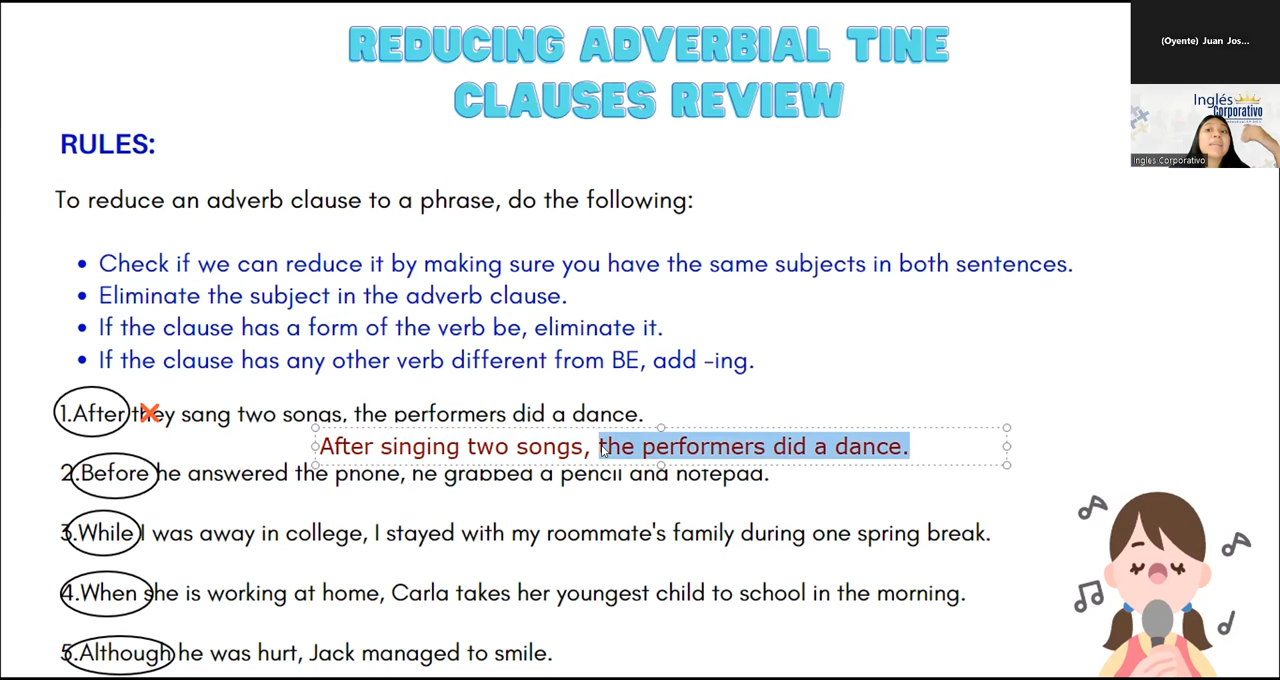 REDUCING ADVERBIAL TINE
CLAUSES REVIEW
(Oyente) Juan Jos...
Inglés
Corporativo
Ingles Corporativo
RULES:
To reduce an adverb clause to a phrase, do the following:
• Check if we can reduce it by making sure you have the same subjects in both sentences.
• Eliminate the subject in the adverb clause.
• If the clause has a form of the verb be, eliminate it.
• If the clause has any other verb different from BE, add –ing.
1.After they sang two songs, the performers did a dance.
After singing two songs, the performers did a dance.
2.Before he answered the phone, he grabbed a pencil and notepad.
3.While I was away in college, I stayed with my roommate's family during one spring break.
4.When she is working at home, Carla takes her youngest child to school in the morning.
5.Although he was hurt, Jack managed to smile.